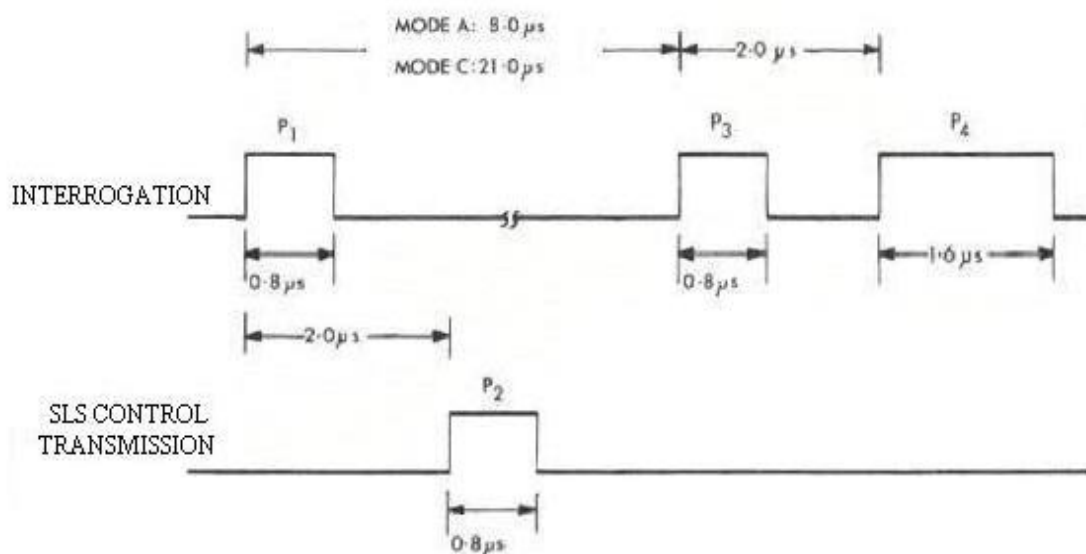 MODE A: 8·0 µs
MODE C:21·0 µs
2·0 µs
P1
P3
P4
INTERROGATION
0·8 µs
0·8 µs
1·6 µs
2·0 µs
P2
SLS CONTROL
TRANSMISSION
0·8 µs